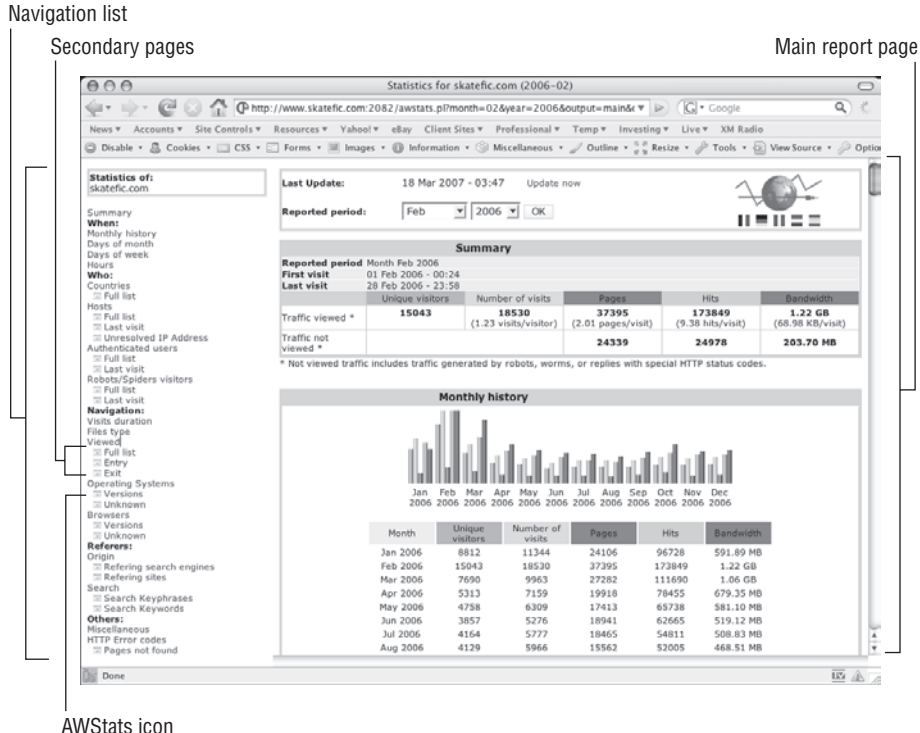 Navigation list
Secondary pages
Main report page
Statistics for skatefic.com (2006-02)
http://www.skatefic.com:2082/awstats.pl?month=02&year=2006&output=main&
Google
News Accounts Site Controls Resources Yahoo! eBay Client Sites Professional Temp Investing Live XM Radio
Disable Cookies CSS Forms Images Information Miscellaneous Outline Resize Tools View Source Option
Statistics of:
skatefic.com
Summary
When:
Monthly history
Days of month
Days of week
Hours
Who:
Countries
Full list
Hosts
Full list
Last visit
Unresolved IP Address
Authenticated users
Full list
Last visit
Robots/Spiders visitors
Full list
Last visit
Navigation:
Visits duration
Files type
Viewed
Full list
Entry
Exit
Operating Systems
Versions
Unknown
Browsers
Versions
Unknown
Referers:
Origin
Refering search engines
Refering sites
Search
Search Keyphrases
Search Keywords
Others:
Miscellaneous
HTTP Error codes
Pages not found
Last Update: 18 Mar 2007 - 03:47 Update now
Reported period: Feb 2006 OK
Summary
Reported period Month Feb 2006
First visit 01 Feb 2006 - 00:24
Last visit 28 Feb 2006 - 23:58
Unique visitors Number of visits Pages Hits Bandwidth
Traffic viewed * 15043 18530 37395 173849 1.22 GB
(1.23 visits/visitor) (2.01 pages/visit) (9.38 hits/visit) (68.98 KB/visit)
Traffic not
viewed * 24339 24978 203.70 MB
* Not viewed traffic includes traffic generated by robots, worms, or replies with special HTTP status codes.
Monthly history
Jan Feb Mar Apr May Jun Jul Aug Sep Oct Nov Dec
2006 2006 2006 2006 2006 2006 2006 2006 2006 2006 2006 2006
Month Unique visitors Number of visits Pages Hits Bandwidth
Jan 2006 8812 11344 24106 96728 591.89 MB
Feb 2006 15043 18530 37395 173849 1.22 GB
Mar 2006 7690 9963 27282 111690 1.06 GB
Apr 2006 5313 7159 19918 78455 679.35 MB
May 2006 4758 6309 17413 65738 581.10 MB
Jun 2006 3857 5276 18941 62665 519.12 MB
Jul 2006 4164 5777 18465 54811 508.83 MB
Aug 2006 4129 5966 15562 52005 468.51 MB
Done
AWStats icon